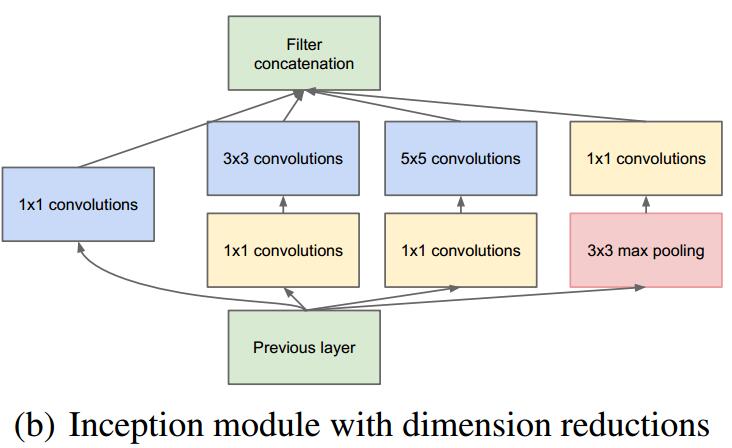 Filter
concatenation
3x3 convolutions
5x5 convolutions
1x1 convolutions
1x1 convolutions
1x1 convolutions
1x1 convolutions
3x3 max pooling
Previous layer
(b) Inception module with dimension reductions